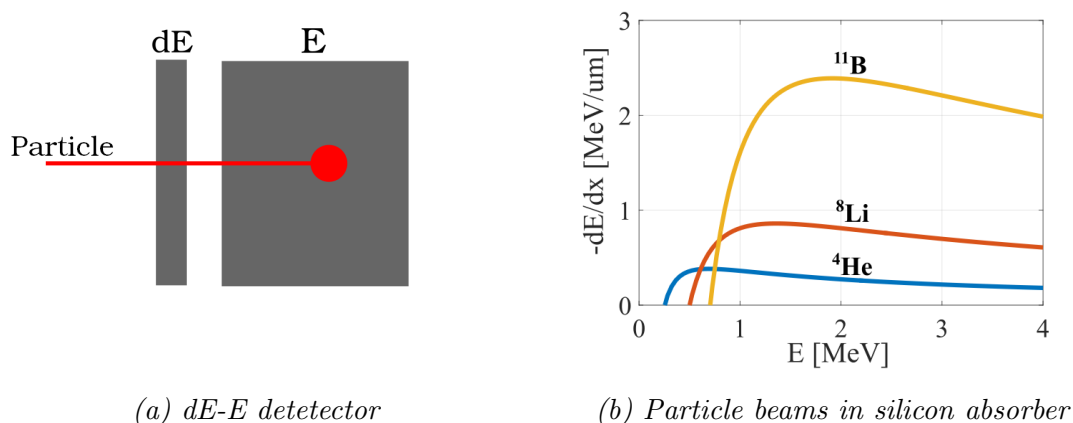 dE
E
Particle
(a) dE-E detetector
3
2
1
0
-dE/dx [MeV/um]
¹¹B
⁸Li
⁴He
0 1 2 3 4
E [MeV]
(b) Particle beams in silicon absorber